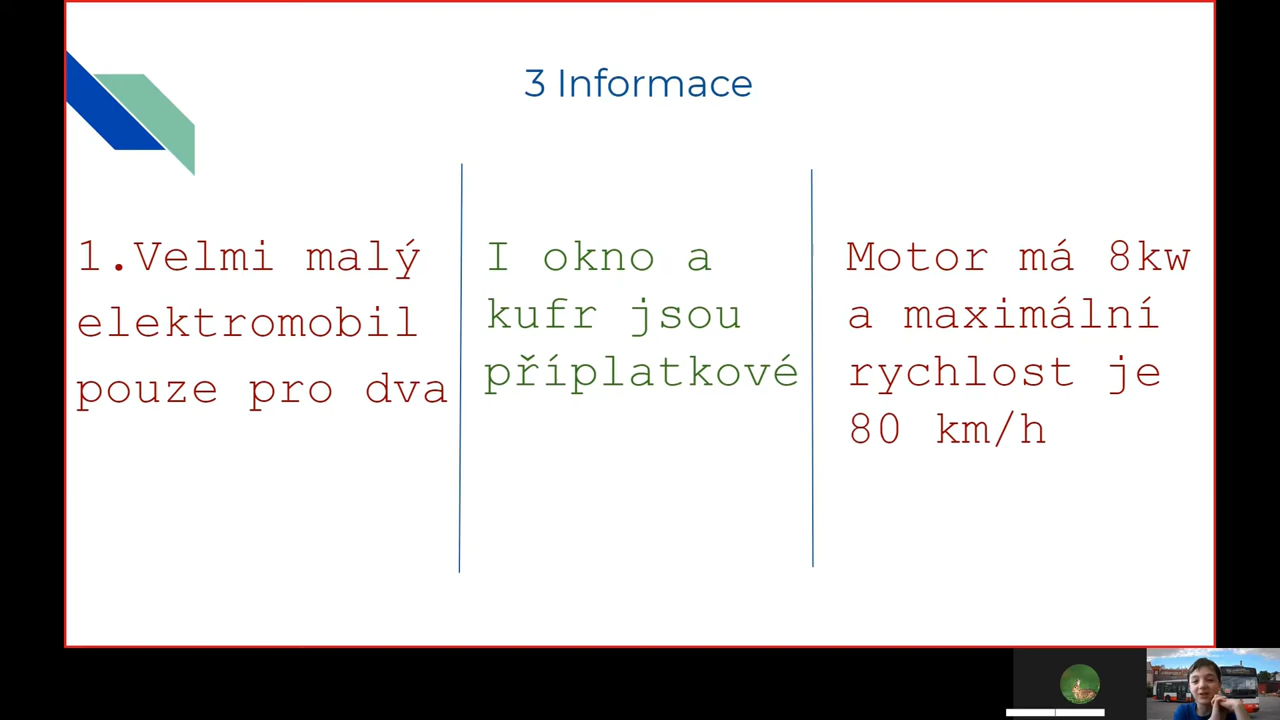 3 Informace
1.Velmi malý
elektromobil
pouze pro dva
I okno a
kufr jsou
příplatkové
Motor má 8kw
a maximální
rychlost je
80 km/h